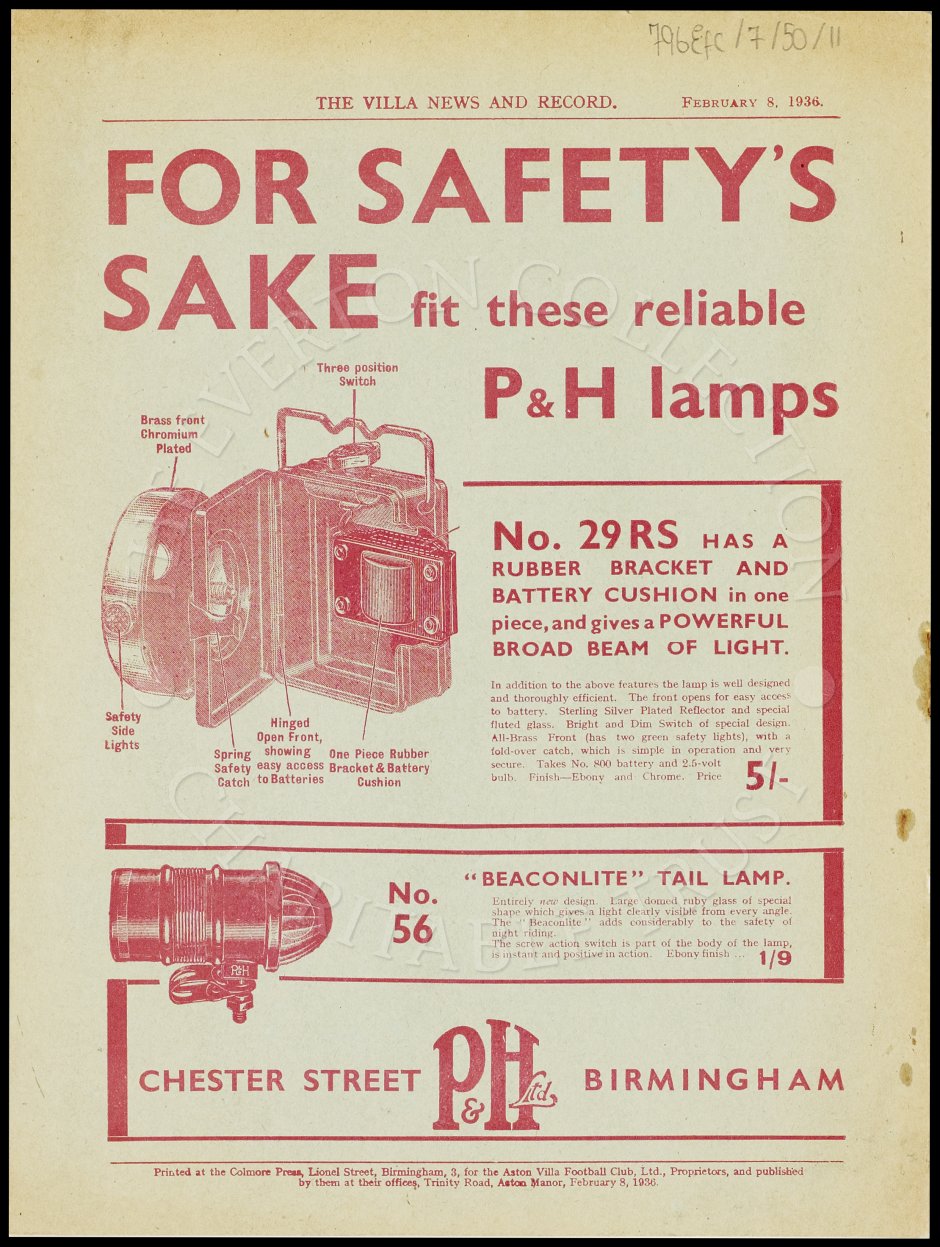 796EFC/7/50/11
THE VILLA NEWS AND RECORD. FEBRUARY 8, 1936.
FOR SAFETY'S
SAKE fit these reliable
P&H lamps
Three position
Switch
Brass front
Chromium
Plated
Safety
Side
Lights
Spring
Safety
Catch
Hinged
Open Front,
showing
easy access
to Batteries
One Piece Rubber
Bracket & Battery
Cushion
No. 29RS HAS A
RUBBER BRACKET AND
BATTERY CUSHION in one
piece, and gives a POWERFUL
BROAD BEAM OF LIGHT.
In addition to the above features the lamp is well designed
and thoroughly efficient. The front opens for easy access
to battery. Sterling Silver Plated Reflector and special
fluted glass. Bright and Dim Switch of special design.
All-Brass Front (has two green safety lights), with a
fold-over catch, which is simple in operation and very
secure. Takes No. 800 battery and 2.5-volt
bulb. Finish—Ebony and Chrome. Price 5/-
No.
56
"BEACONLITE" TAIL LAMP.
Entirely new design. Large domed ruby glass of special
shape which gives a light clearly visible from every angle.
The "Beaconlite" adds considerably to the safety of
night riding.
The screw action switch is part of the body of the lamp,
is instant and positive in action. Ebony finish ... 1/9
P&H
CHESTER STREET P&H Ltd. BIRMINGHAM
Printed at the Colmore Press, Lionel Street, Birmingham, 3, for the Aston Villa Football Club, Ltd., Proprietors, and published
by them at their offices, Trinity Road, Aston Manor, February 8, 1936.
THE EVERTON COLLECTION
CHARITABLE TRUST